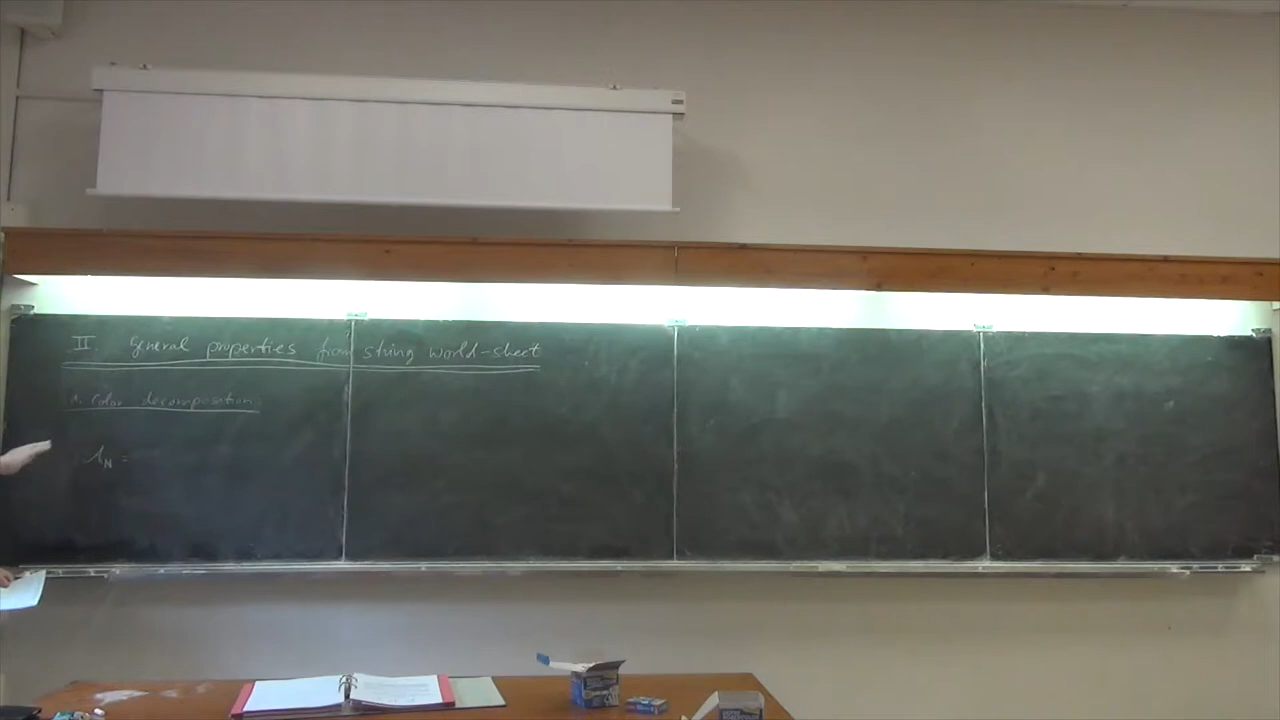 II. General properties from string world-sheet
1. Color decomposition
A_N =